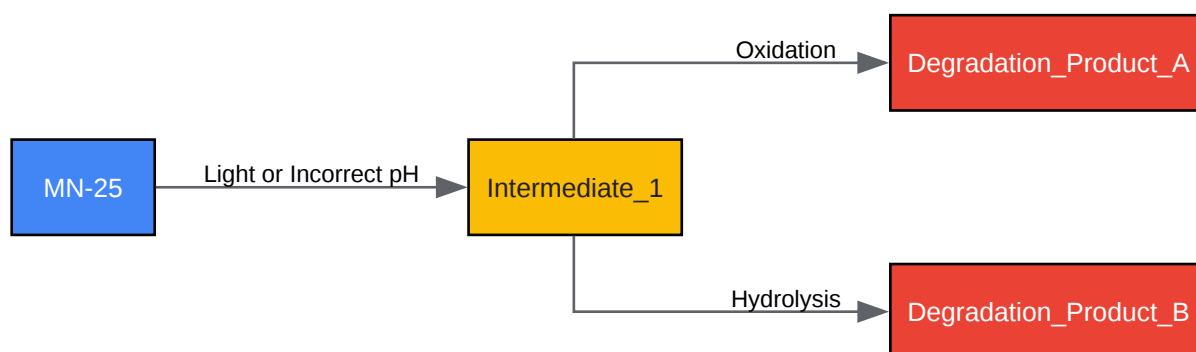 Oxidation
Degradation_Product_A
MN-25
Light or Incorrect pH
Intermediate_1
Hydrolysis
Degradation_Product_B